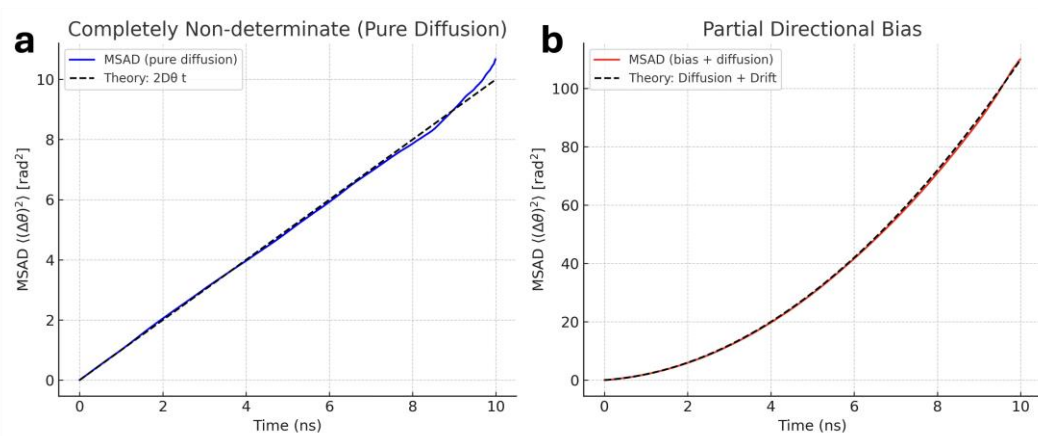 a
Completely Non-determinate (Pure Diffusion)
MSAD (pure diffusion)
Theory: 2Dθ t
10
8
6
4
2
0
MSAD ⟨(Δθ)²⟩ [rad²]
0 2 4 6 8 10
Time (ns)
b
Partial Directional Bias
MSAD (bias + diffusion)
Theory: Diffusion + Drift
100
80
60
40
20
0
MSAD ⟨(Δθ)²⟩ [rad²]
0 2 4 6 8 10
Time (ns)